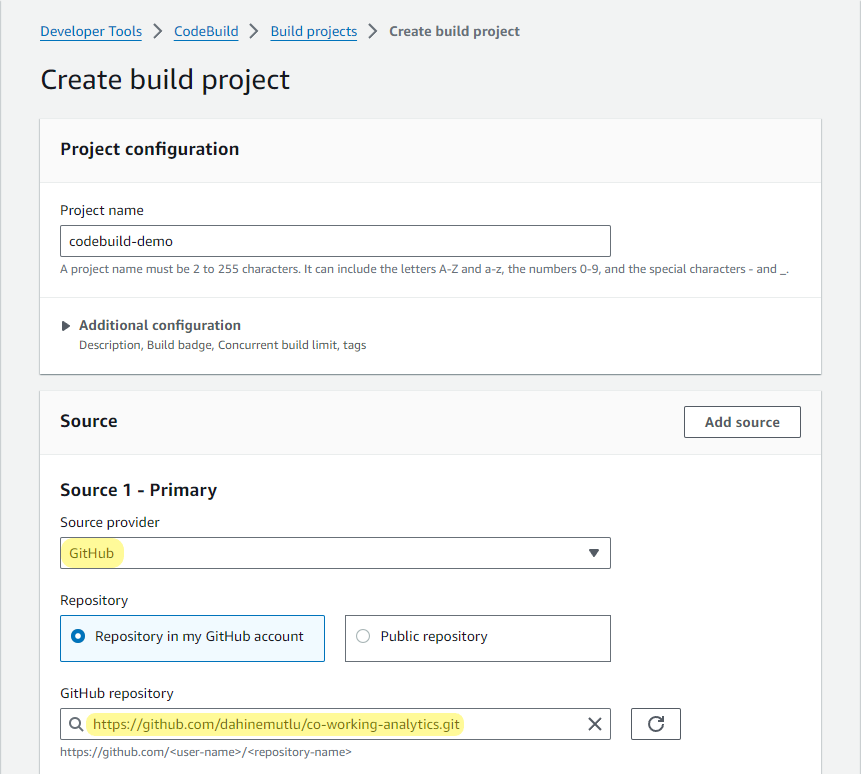 Developer Tools > CodeBuild > Build projects > Create build project
Create build project
Project configuration
Project name
codebuild-demo
A project name must be 2 to 255 characters. It can include the letters A-Z and a-z, the numbers 0-9, and the special characters - and _.
Additional configuration
Description, Build badge, Concurrent build limit, tags
Source
Add source
Source 1 - Primary
Source provider
GitHub
Repository
Repository in my GitHub account
Public repository
GitHub repository
https://github.com/dahinemutlu/co-working-analytics.git
https://github.com/<user-name>/<repository-name>